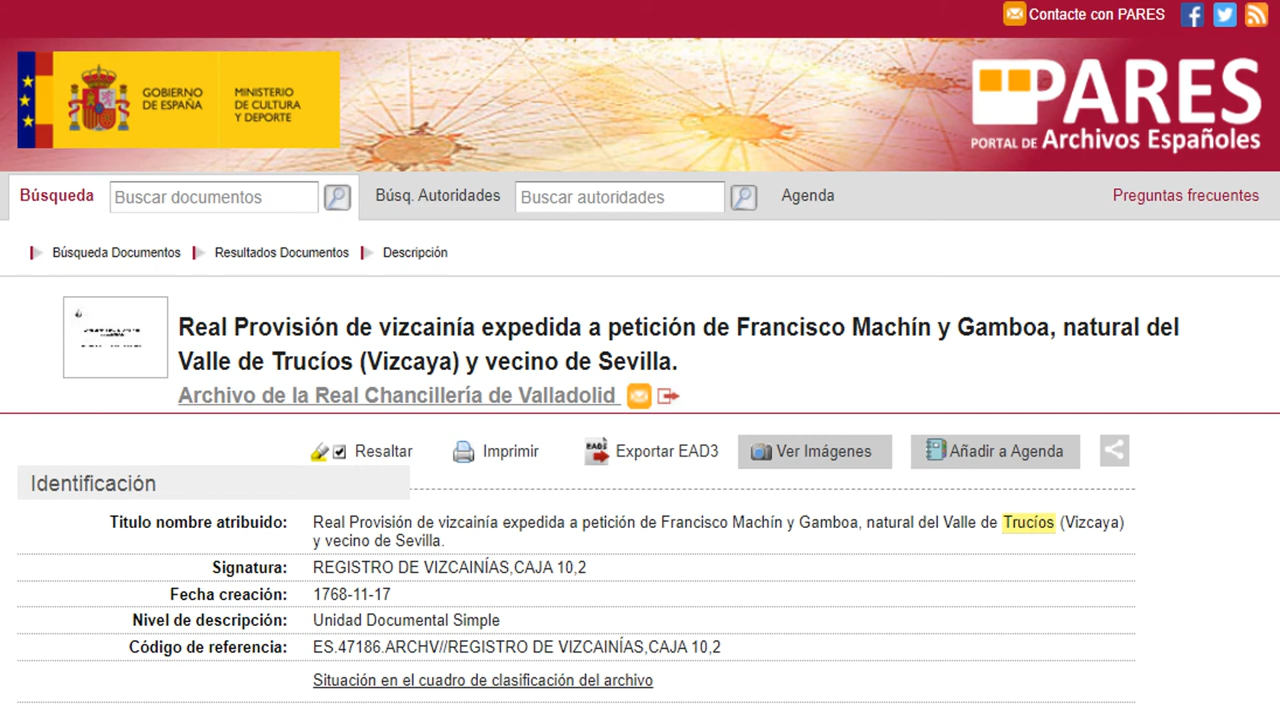 Contacte con PARES
GOBIERNO
DE ESPAÑA
MINISTERIO
DE CULTURA
Y DEPORTE
PARES
PORTAL DE Archivos Españoles
Búsqueda Buscar documentos Búsq. Autoridades Buscar autoridades Agenda Preguntas frecuentes
Búsqueda Documentos Resultados Documentos Descripción
Real Provisión de vizcainía expedida a petición de Francisco Machín y Gamboa, natural del
Valle de Trucíos (Vizcaya) y vecino de Sevilla.
Archivo de la Real Chancillería de Valladolid
Resaltar Imprimir EAD3 Exportar EAD3 Ver Imágenes Añadir a Agenda
Identificación
Titulo nombre atribuido: Real Provisión de vizcainía expedida a petición de Francisco Machín y Gamboa, natural del Valle de Trucíos (Vizcaya)
y vecino de Sevilla.
Signatura: REGISTRO DE VIZCAINÍAS,CAJA 10,2
Fecha creación: 1768-11-17
Nivel de descripción: Unidad Documental Simple
Código de referencia: ES.47186.ARCHV//REGISTRO DE VIZCAINÍAS,CAJA 10,2
Situación en el cuadro de clasificación del archivo